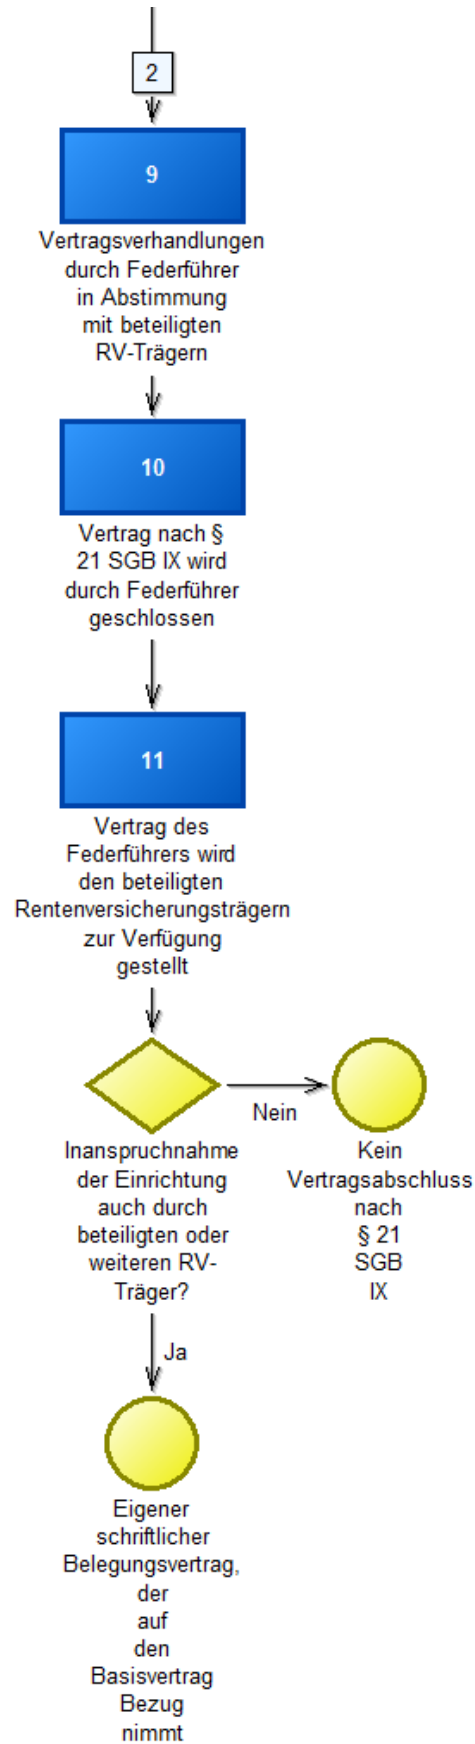 2
9
Vertragsverhandlungen
durch Federführer
in Abstimmung
mit beteiligten
RV-Trägern
10
Vertrag nach §
21 SGB IX wird
durch Federführer
geschlossen
11
Vertrag des
Federführers wird
den beteiligten
Rentenversicherungsträgern
zur Verfügung
gestellt
Nein
Inanspruchnahme
der Einrichtung
auch durch
beteiligten oder
weiteren RV-
Träger?
Kein
Vertragsabschluss
nach
§ 21
SGB
IX
Ja
Eigener
schriftlicher
Belegungsvertrag,
der
auf
den
Basisvertrag
Bezug
nimmt